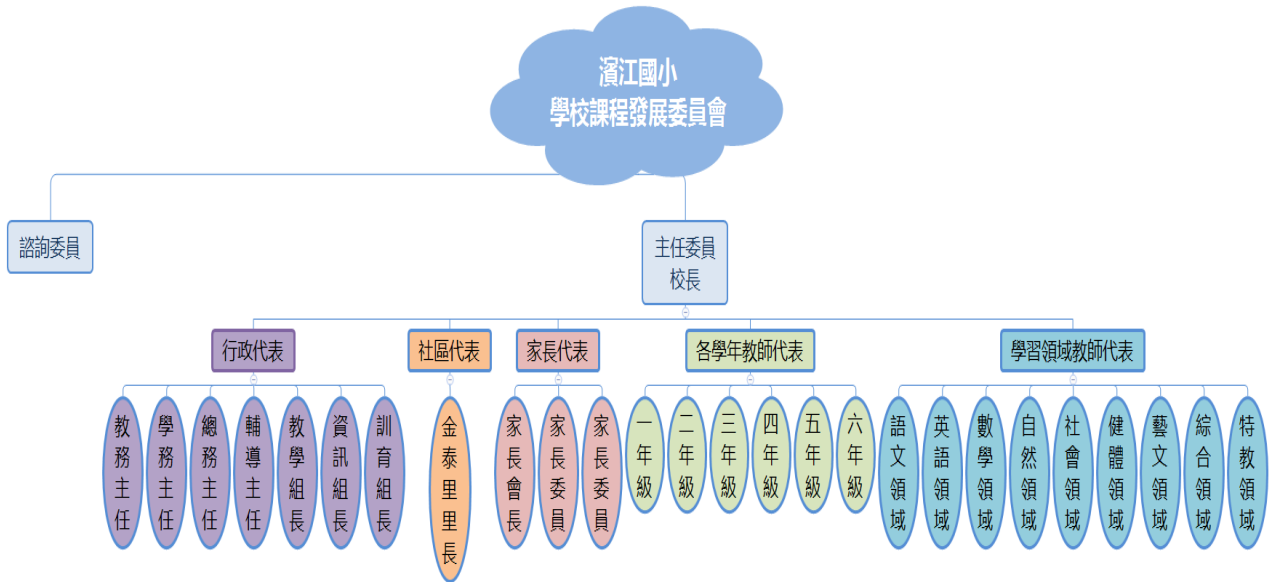 濱江國小
學校課程發展委員會
諮詢委員
主任委員
校長
行政代表
社區代表
家長代表
各學年教師代表
學習領域教師代表
教務主任
學務主任
總務主任
輔導主任
教學組長
資訊組長
訓育組長
金泰里里長
家長會長
家長委員
家長委員
一年級
二年級
三年級
四年級
五年級
六年級
語文領域
英語領域
數學領域
自然領域
社會領域
健體領域
藝文領域
綜合領域
特教領域